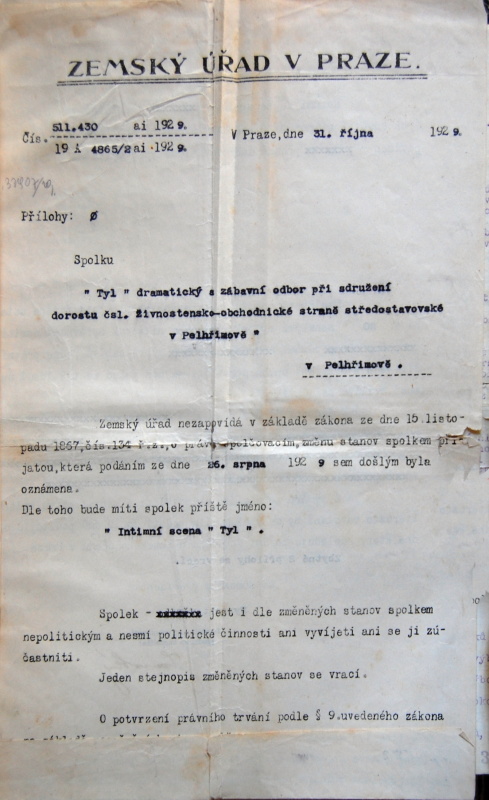 ZEMSKÝ ÚŘAD V PRAZE.
Čís. 511.430 ai 1929.
19 A 4865/2 ai 1929.
V Praze, dne 31. října 1929.
Přílohy: Ø
Spolku
" Tyl " dramatický a zábavní odbor při sdružení
dorostu čsl. živnostensko-obchodnické straně středostavovské
v Pelhřimově "
v Pelhřimově .
Zemský úřad nezapovídá v základě zákona ze dne 15.listo-
padu 1867,čís.134 ř.z., o právu spolčovacím,změnu stanov spolkem při-
jatou,která podáním ze dne 26. srpna 192 9 sem došlým byla
oznámena.
Dle toho bude míti spolek příště jméno:
" Intimní scena " Tyl " .
Spolek - jest i dle změněných stanov spolkem
nepolitickým a nesmí politické činnosti ani vyvíjeti ani se jí zú-
častniti.
Jeden stejnopis změněných stanov se vrací.
O potvrzení právního trvání podle § 9.uvedeného zákona